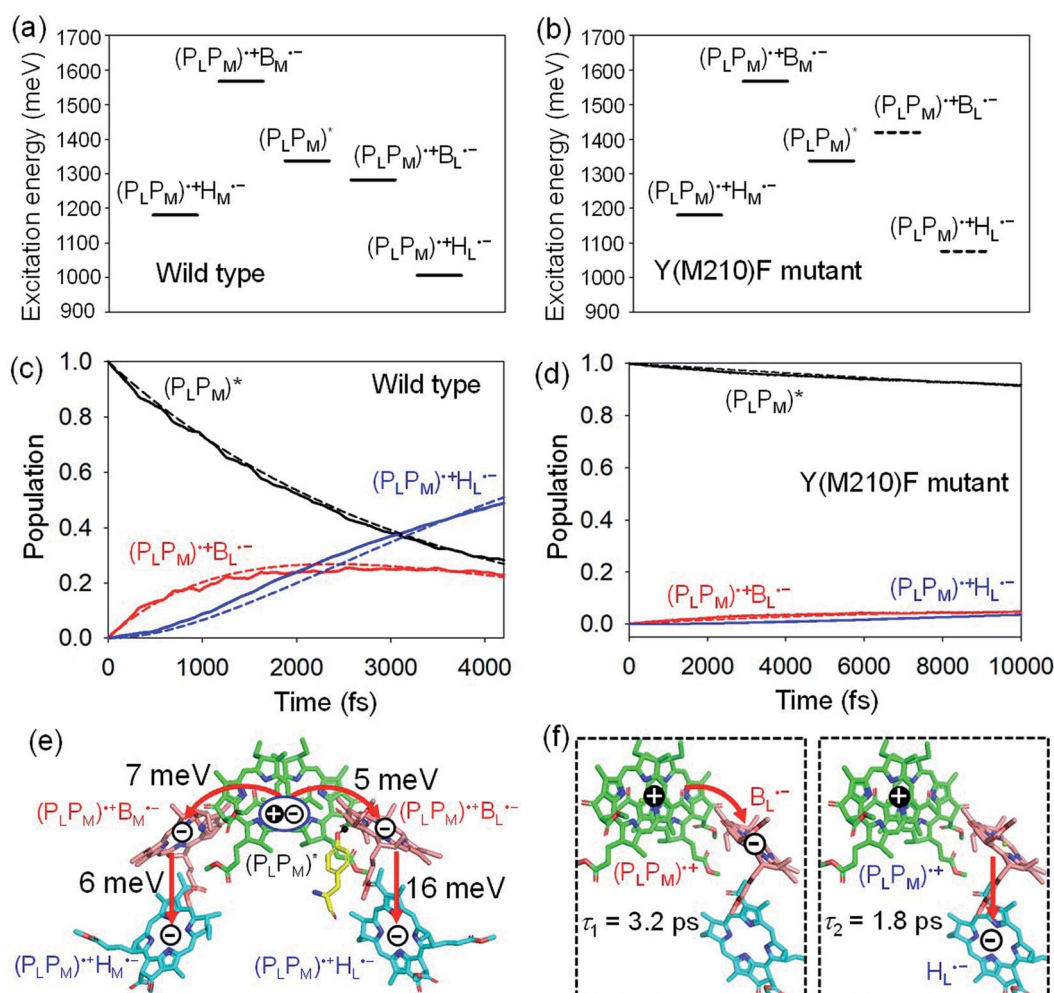 (a)
Excitation energy (meV)
1700
1600
1500
1400
1300
1200
1100
1000
900
(PLPM)•+BM•−
(PLPM)*
(PLPM)•+BL•−
(PLPM)•+HM•−
(PLPM)•+HL•−
Wild type
(b)
Excitation energy (meV)
1700
1600
1500
1400
1300
1200
1100
1000
900
(PLPM)•+BM•−
(PLPM)•+BL•−
(PLPM)*
(PLPM)•+HM•−
(PLPM)•+HL•−
Y(M210)F mutant
(c)
Population
1.0
0.8
0.6
0.4
0.2
0.0
Wild type
(PLPM)*
(PLPM)•+HL•−
(PLPM)•+BL•−
0 1000 2000 3000 4000
Time (fs)
(d)
Population
1.0
0.8
0.6
0.4
0.2
0.0
(PLPM)*
Y(M210)F mutant
(PLPM)•+BL•−
(PLPM)•+HL•−
0 2000 4000 6000 8000 10000
Time (fs)
(e)
7 meV
5 meV
(PLPM)•+BM•−
(PLPM)•+BL•−
+ −
− −
(PLPM)*
6 meV
16 meV
− −
(PLPM)•+HM•−
(PLPM)•+HL•−
(f)
+
BL•−
−
(PLPM)•+
τ1 = 3.2 ps
+
(PLPM)•+
τ2 = 1.8 ps
−
HL•−